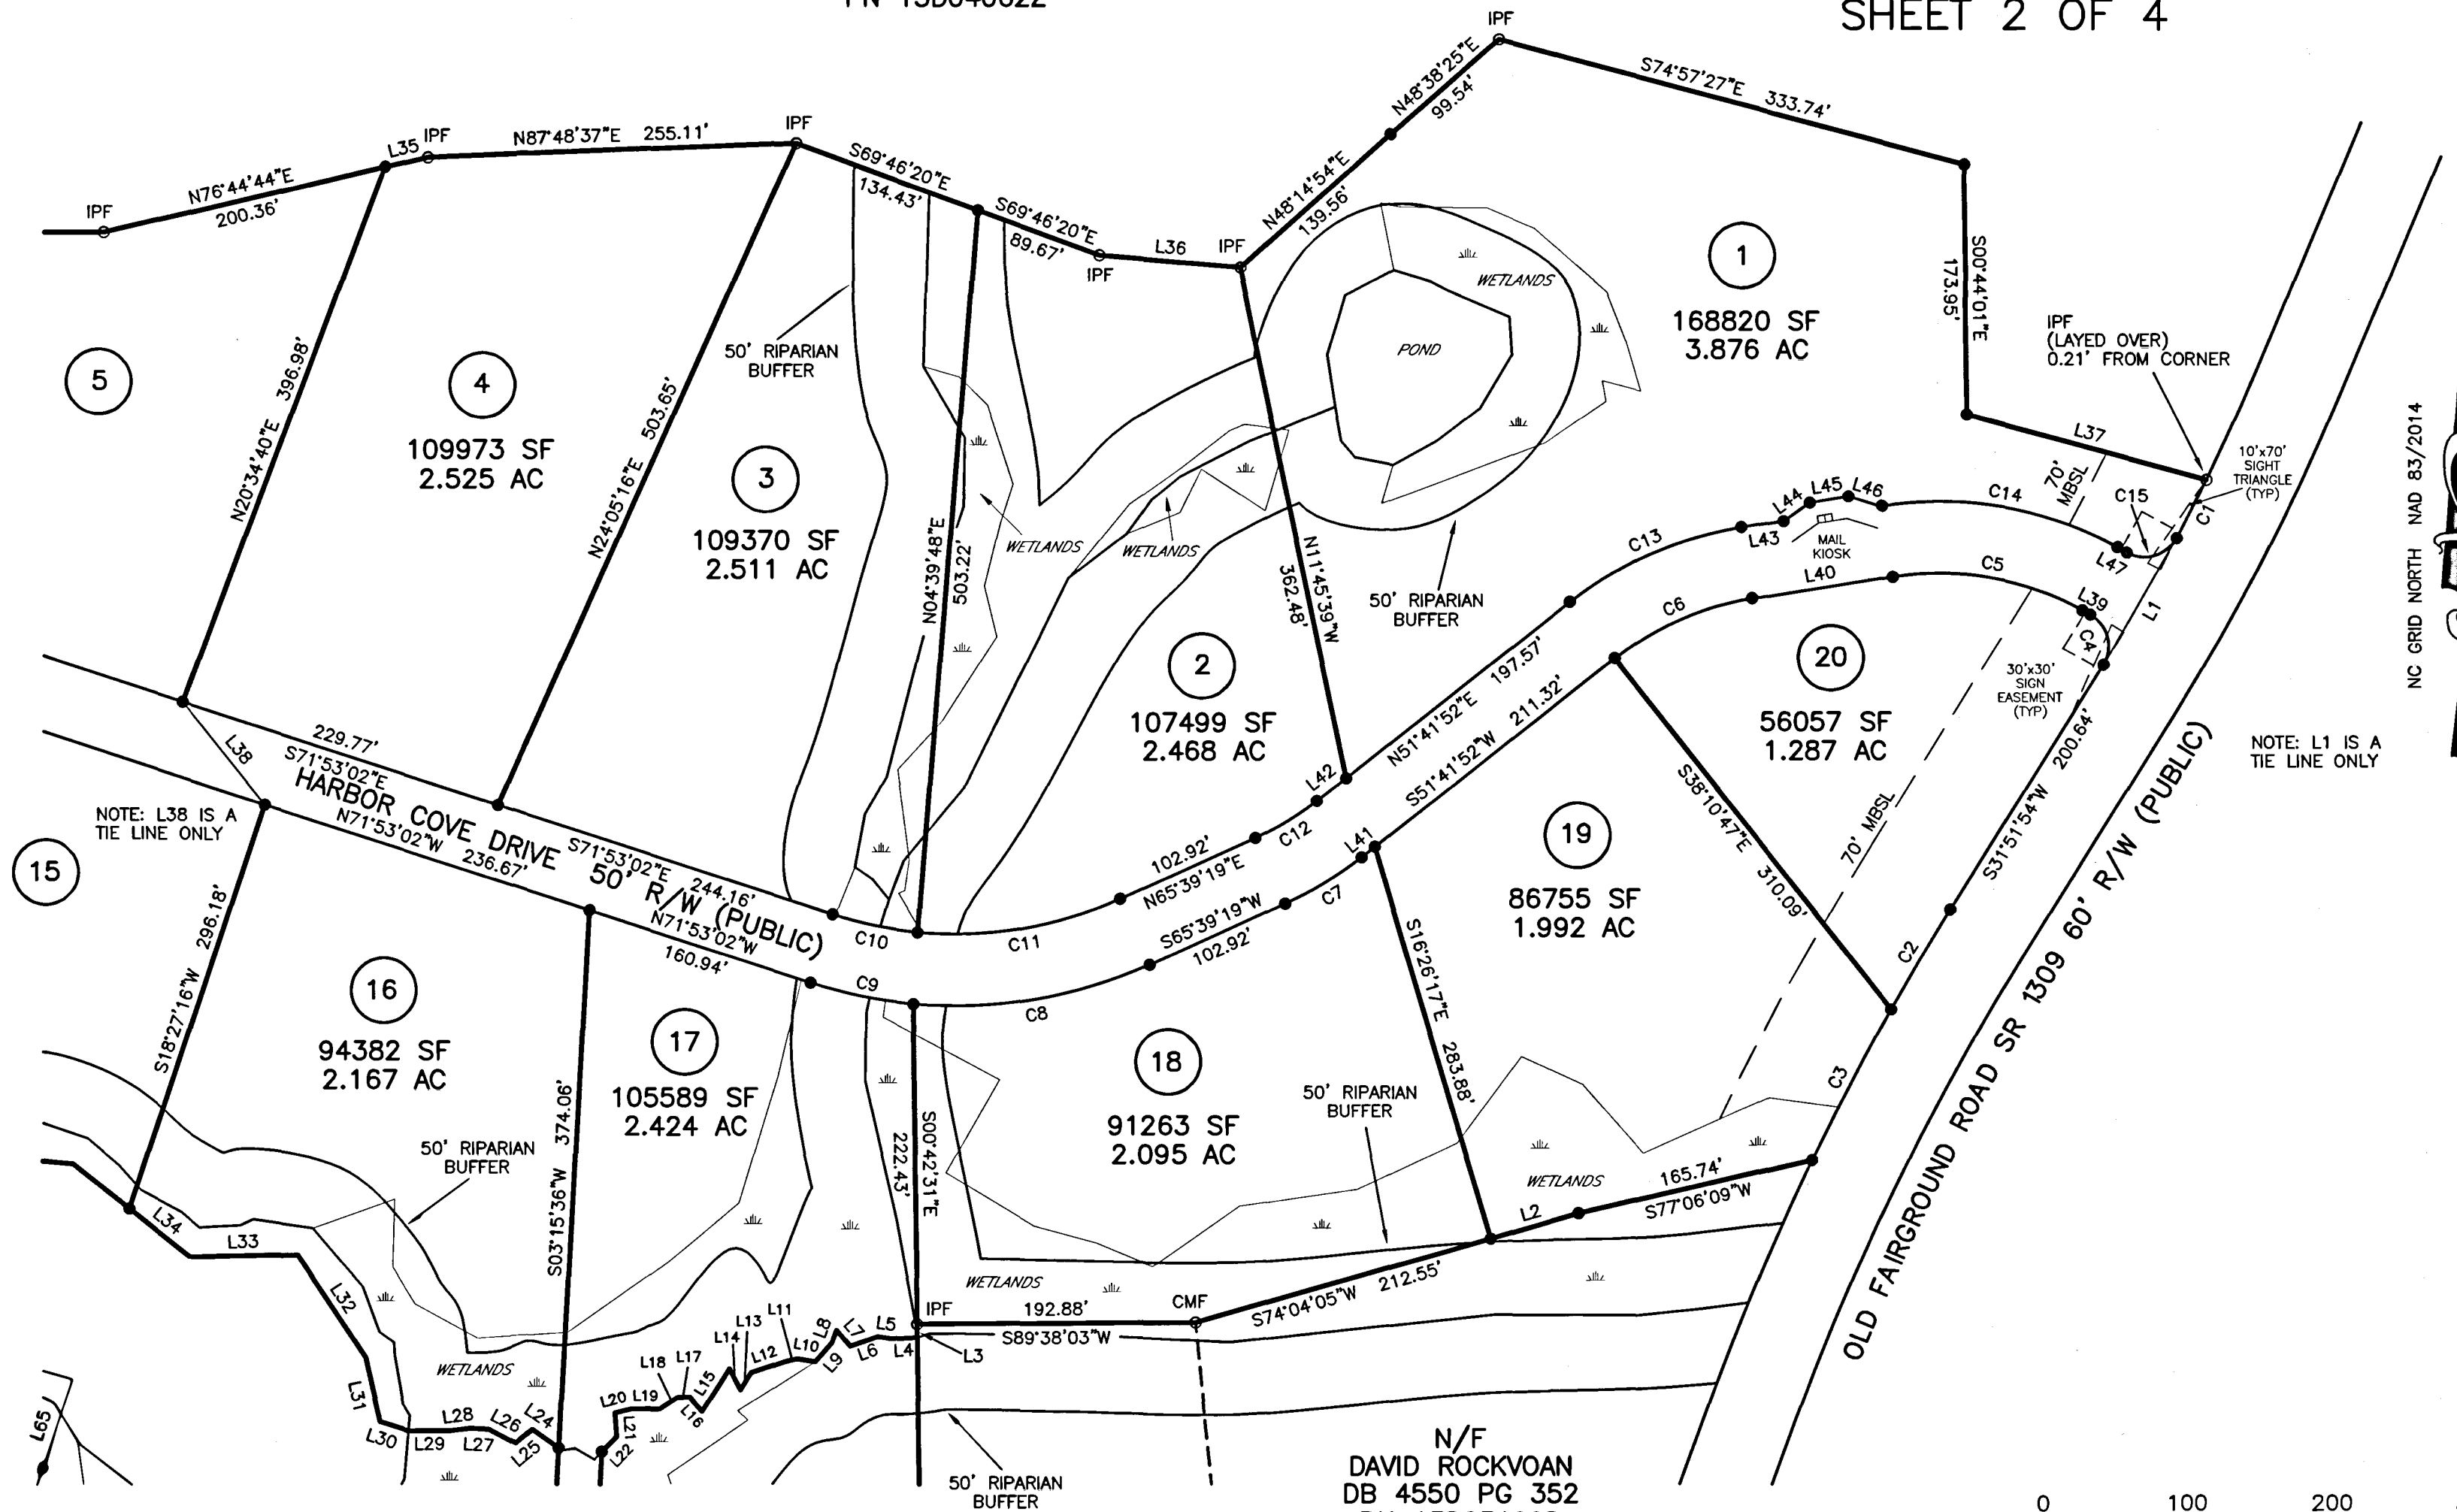 SHEET 2 OF 4
IPF
N48°38'25"E
99.54'
S74°57'27"E 333.74'
IPF
N76°44'44"E
200.36'
L35
IPF
N87°48'37"E 255.11'
IPF
S69°46'20"E
134.43'
S69°46'20"E
89.67'
IPF
L36
IPF
N48°14'54"E
139.56'
S00°44'01"E
173.95'
1
168820 SF
3.876 AC
WETLANDS
POND
IPF
(LAYED OVER)
0.21' FROM CORNER
L37
10'x70'
SIGHT
TRIANGLE
(TYP)
70'
MBSL
C15
C1
C14
L47
L46
L45
L44
L43
MAIL
KIOSK
C13
NC GRID NORTH NAD 83/2014
5
N20°34'40"E 396.98'
4
109973 SF
2.525 AC
N24°05'16"E 503.65'
50' RIPARIAN
BUFFER
3
109370 SF
2.511 AC
N04°39'48"E
503.22'
WETLANDS
WETLANDS
N11°45'39"W
362.48'
50' RIPARIAN
BUFFER
2
107499 SF
2.468 AC
L40
C5
L39
C4
L1
C6
20
56057 SF
1.287 AC
30'x30'
SIGN
EASEMENT
(TYP)
S31°51'54"W 200.64'
NOTE: L1 IS A
TIE LINE ONLY
N51°41'52"E 197.57'
S51°41'52"W 211.32'
L42
L41
S38°10'47"E 310.09'
70' MBSL
19
86755 SF
1.992 AC
C2
C3
OLD FAIRGROUND ROAD SR 1309 60' R/W (PUBLIC)
229.77'
S71°53'02"E
L38
HARBOR COVE DRIVE 50' R/W (PUBLIC)
S71°53'02"E 244.16'
N71°53'02"W 236.67'
N71°53'02"W
160.94'
NOTE: L38 IS A
TIE LINE ONLY
15
C10
C11
102.92'
N65°39'19"E
C12
C7
S65°39'19"W
102.92'
C9
C8
S18°27'16"W 296.18'
16
94382 SF
2.167 AC
17
105589 SF
2.424 AC
S03°15'36"W 374.06'
S00°42'31"E
222.43'
18
91263 SF
2.095 AC
S16°26'17"E 283.88'
50' RIPARIAN
BUFFER
50' RIPARIAN
BUFFER
WETLANDS
165.74'
S77°06'09"W
L2
WETLANDS
S74°04'05"W 212.55'
IPF
192.88'
CMF
S89°38'03"W
L3
L4
L5
L6
L7
L8
L9
L10
L11
L12
L13
L14
L15
L16
L17
L18
L19
L20
L21
L22
L24
L25
L26
L27
L28
L29
L30
L31
L32
L33
L34
WETLANDS
L65
50' RIPARIAN
BUFFER
N/F
DAVID ROCKVOAN
DB 4550 PG 352
0 100 200